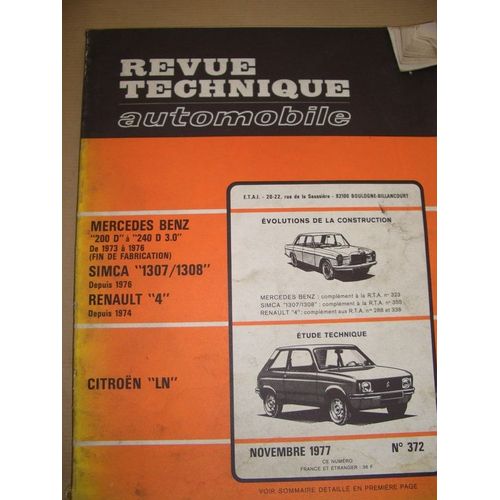 REVUE
TECHNIQUE
automobile
E.T.A.I. - 20-22, rue de la Saussière - 92100 BOULOGNE-BILLANCOURT
MERCEDES BENZ
"200 D" à "240 D 3.0"
De 1973 à 1976
(FIN DE FABRICATION)
SIMCA "1307/1308"
Depuis 1976
RENAULT "4"
Depuis 1974
CITROËN "LN"
ÉVOLUTIONS DE LA CONSTRUCTION
MERCEDES BENZ : complément à la R.T.A. n° 323
SIMCA "1307/1308" : complément à la R.T.A. n° 355
RENAULT "4" : complément aux R.T.A. n° 288 et 338
ÉTUDE TECHNIQUE
NOVEMBRE 1977 N° 372
CE NUMÉRO
FRANCE ET ÉTRANGER : 36 F
VOIR SOMMAIRE DÉTAILLÉ EN PREMIÈRE PAGE